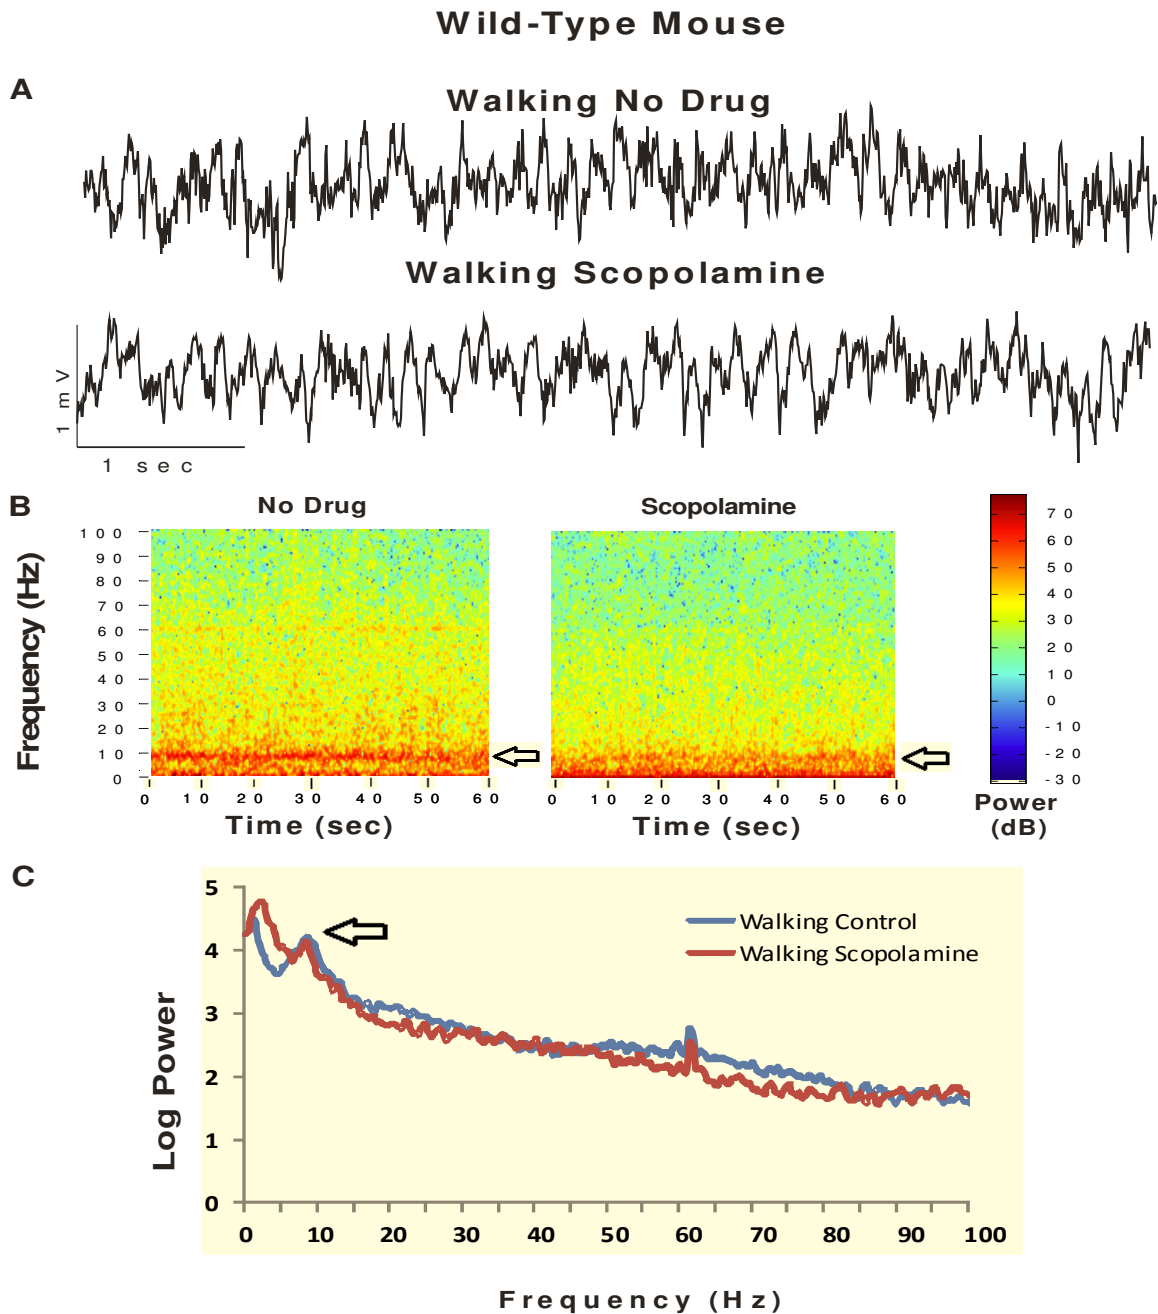 Wild-Type Mouse
A
Walking No Drug
Walking Scopolamine
1 mV
1 sec
B
No Drug
Scopolamine
Frequency (Hz)
100
90
80
70
60
50
40
30
20
10
0
0 10 20 30 40 50 60
Time (sec)
0 10 20 30 40 50 60
Time (sec)
70
60
50
40
30
20
10
0
-10
-20
-30
Power
(dB)
C
Log Power
5
4
3
2
1
0
Walking Control
Walking Scopolamine
0 10 20 30 40 50 60 70 80 90 100
Frequency (Hz)